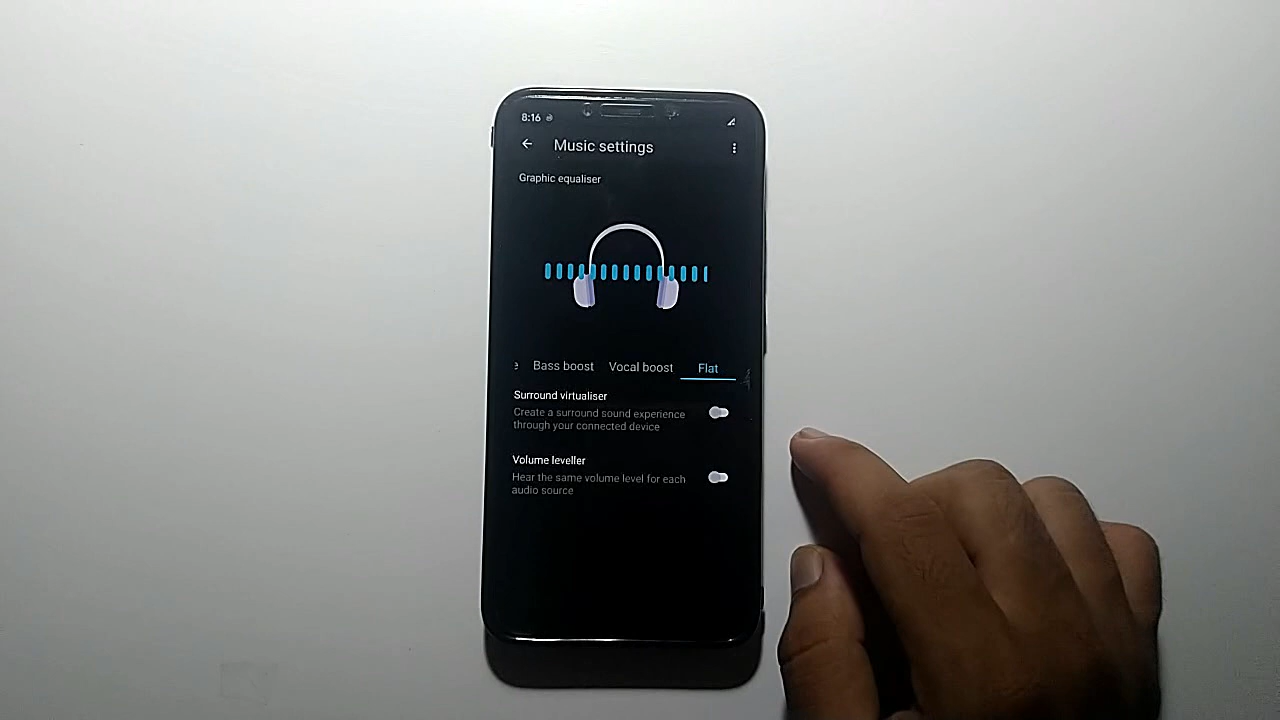 8:16
Music settings
Graphic equaliser
e Bass boost Vocal boost Flat
Surround virtualiser
Create a surround sound experience
through your connected device
Volume leveller
Hear the same volume level for each
audio source